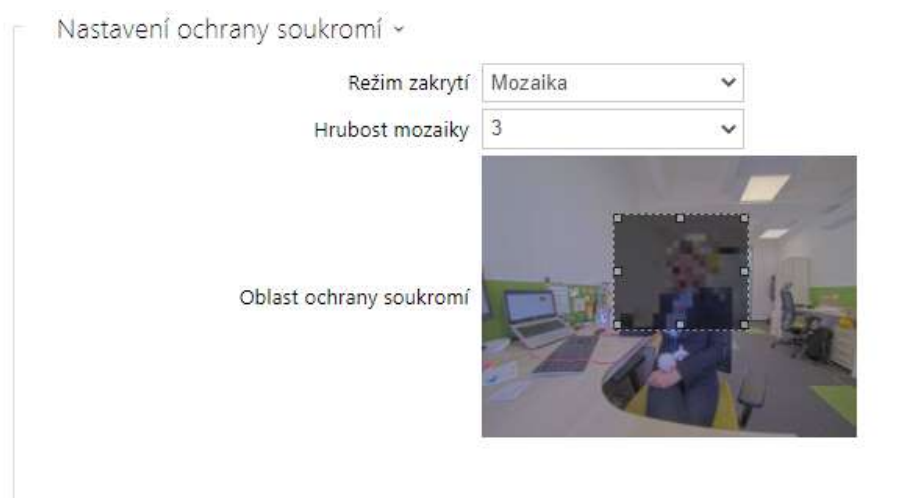 Nastavení ochrany soukromí
Režim zakrytí Mozaika
Hrubost mozaiky 3
Oblast ochrany soukromí